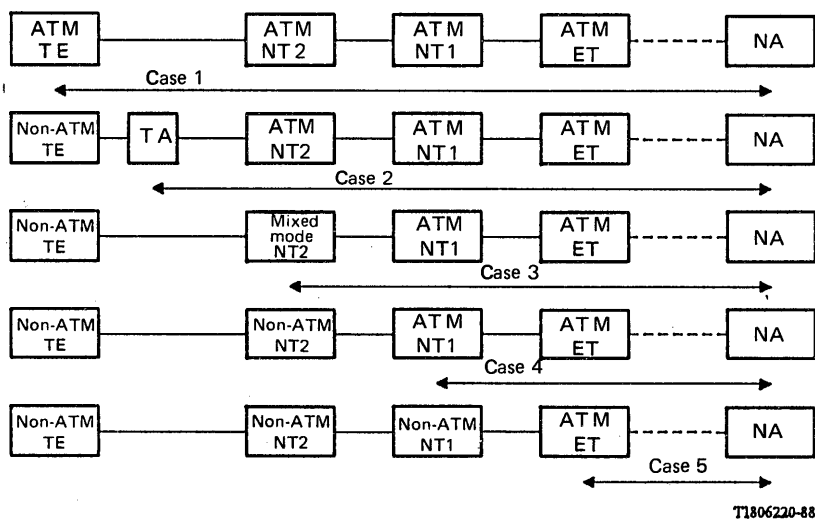 ATM TE
ATM NT2
ATM NT1
ATM ET
NA
Case 1
Non-ATM TE
TA
ATM NT2
ATM NT1
ATM ET
NA
Case 2
Non-ATM TE
Mixed mode NT2
ATM NT1
ATM ET
NA
Case 3
Non-ATM TE
Non-ATM NT2
ATM NT1
ATM ET
NA
Case 4
Non-ATM TE
Non-ATM NT2
Non-ATM NT1
ATM ET
NA
Case 5
T1806220-88